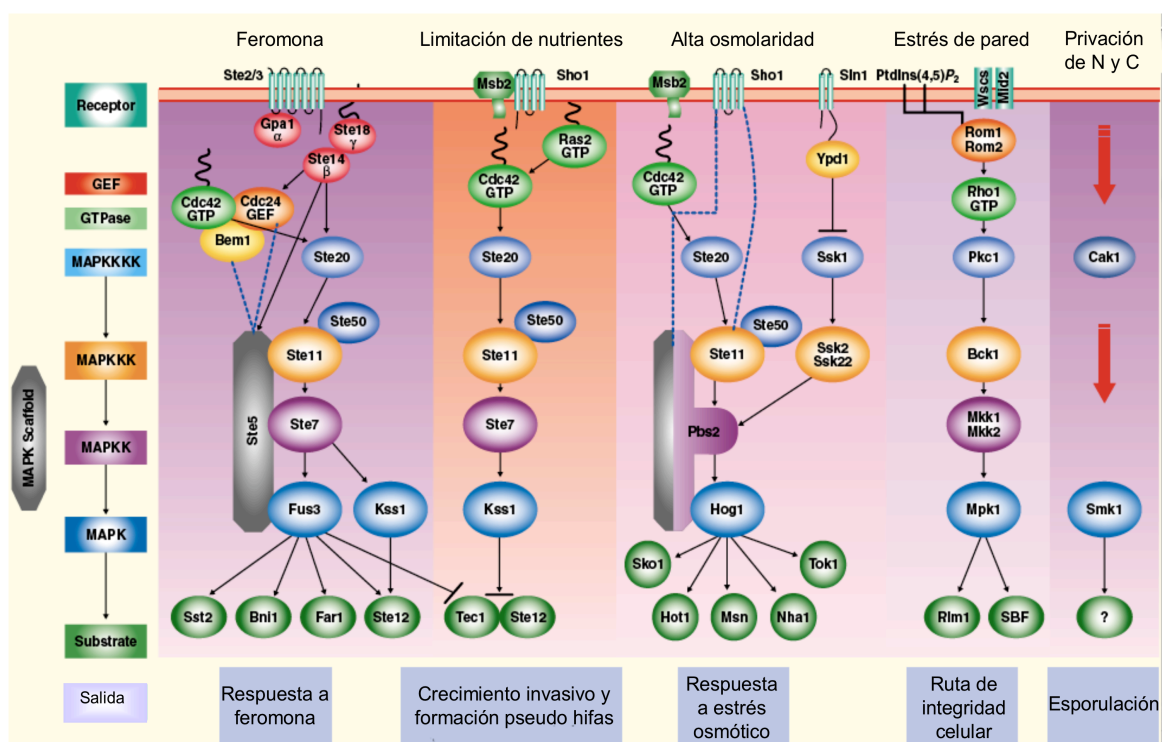 Feromona
Limitación de nutrientes
Alta osmolaridad
Estrés de pared
Privación
de N y C
Receptor
GEF
GTPase
MAPKKKK
MAPKKK
MAPKK
MAPK
Substrate
Salida
MAPK Scaffold
Ste2/3
Gpa1
α
Ste18
γ
Ste14
β
Cdc42
GTP
Cdc24
GEF
Bem1
Ste20
Ste50
Ste11
Ste5
Ste7
Fus3
Kss1
Sst2
Bni1
Far1
Ste12
Respuesta a
feromona
Msb2
Sho1
Ras2
GTP
Cdc42
GTP
Ste20
Ste50
Ste11
Ste7
Kss1
Tec1
Ste12
Crecimiento invasivo y
formación pseudo hifas
Msb2
Sho1
Sln1
Cdc42
GTP
Ypd1
Ste20
Ssk1
Ste50
Ste11
Ssk2
Ssk22
Pbs2
Hog1
Sko1
Tok1
Hot1
Msn
Nha1
Respuesta
a estrés
osmótico
PtdIns(4,5)P2
Wscs
Mid2
Rom1
Rom2
Rho1
GTP
Pkc1
Bck1
Mkk1
Mkk2
Mpk1
Rlm1
SBF
Ruta de
integridad
celular
Cak1
Smk1
?
Esporulación